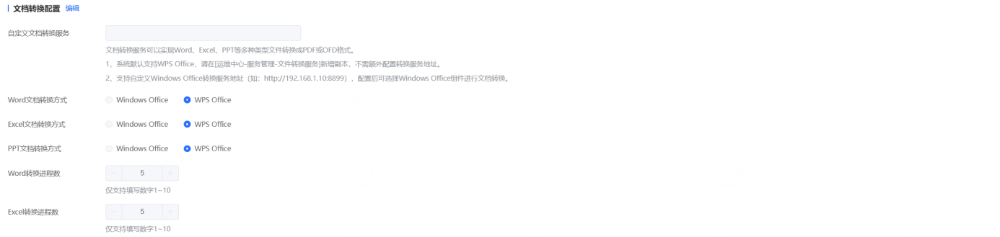 文档转换配置 编辑
自定义文档转换服务
文档转换服务可以实现Word、Excel、PPT等多种类型文件转换成PDF或OFD格式。
1、系统默认支持WPS Office，请在[运维中心-服务管理-文件转换服务]新增副本，不需额外配置转换服务地址。
2、支持自定义Windows Office转换服务地址（如：http://192.168.1.10:8899），配置后可选择Windows Office组件进行文档转换。
Word文档转换方式 Windows Office WPS Office
Excel文档转换方式 Windows Office WPS Office
PPT文档转换方式 Windows Office WPS Office
Word转换进程数 - 5 +
仅支持填写数字1~10
Excel转换进程数 - 5 +
仅支持填写数字1~10